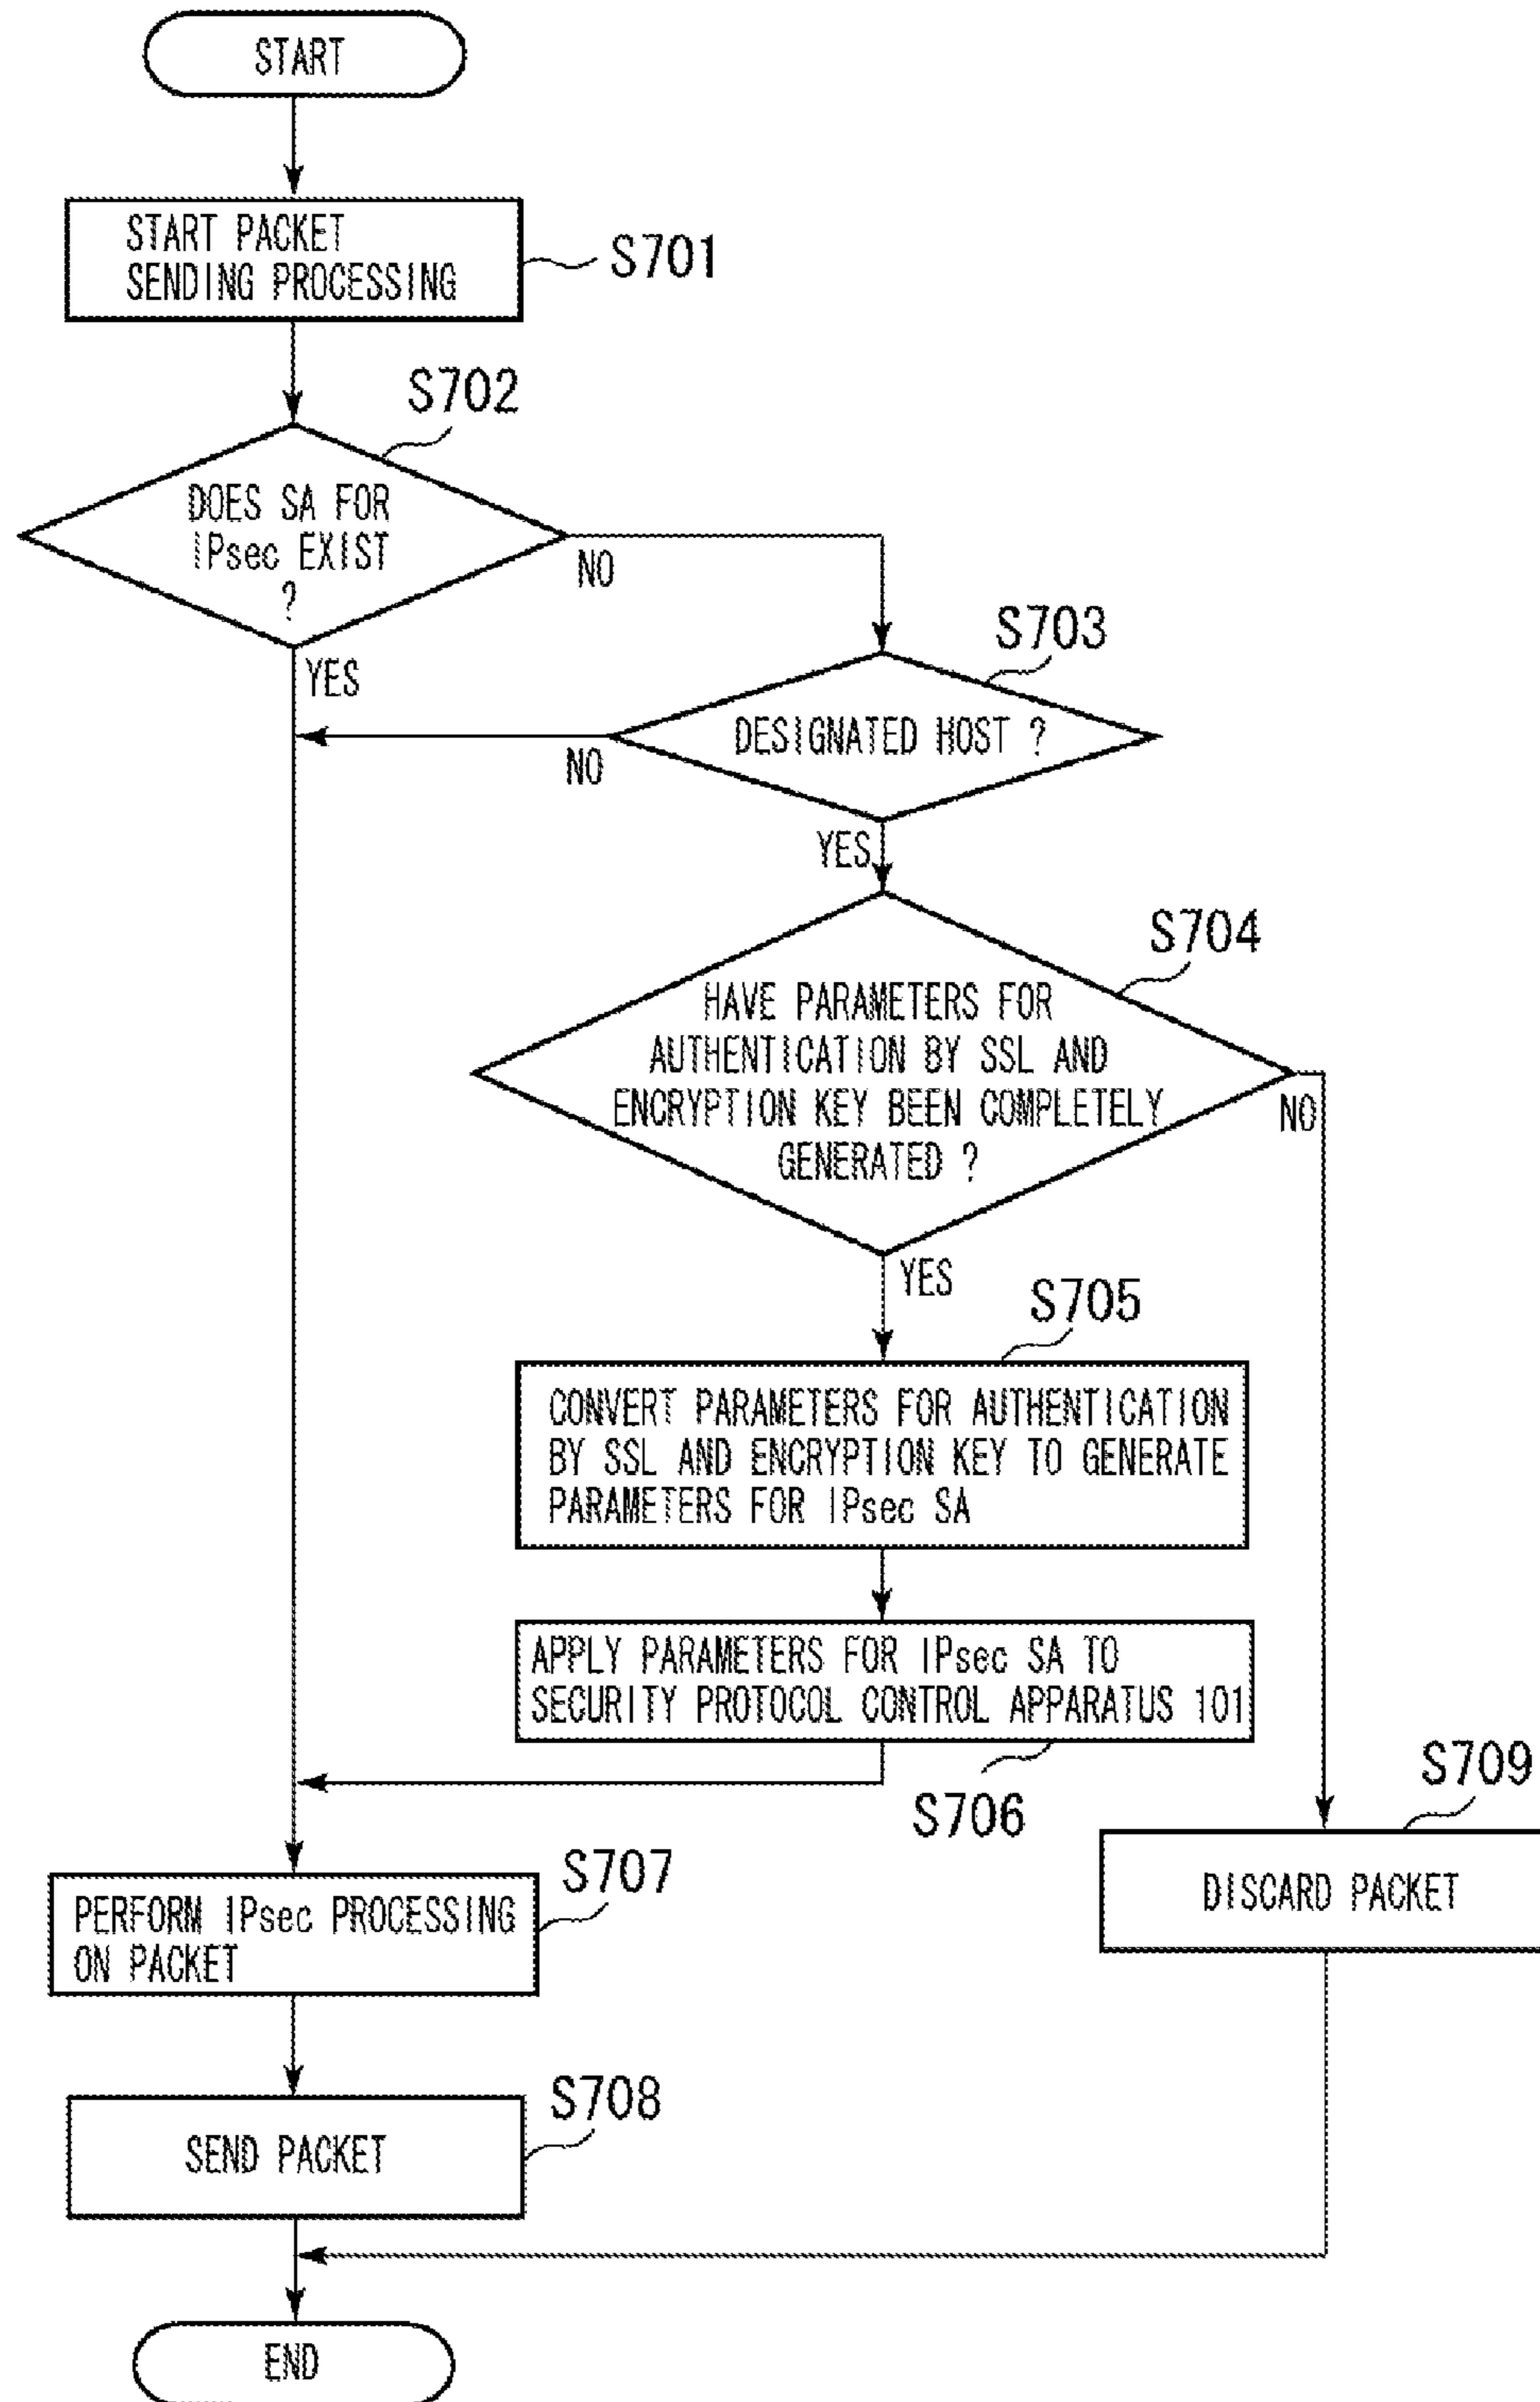 START
START PACKET
SENDING PROCESSING
S701
S702
DOES SA FOR
IPsec EXIST
?
NO
YES
S703
DESIGNATED HOST ?
NO
YES
S704
HAVE PARAMETERS FOR
AUTHENTICATION BY SSL AND
ENCRYPTION KEY BEEN COMPLETELY
GENERATED ?
NO
YES
S705
CONVERT PARAMETERS FOR AUTHENTICATION
BY SSL AND ENCRYPTION KEY TO GENERATE
PARAMETERS FOR IPsec SA
APPLY PARAMETERS FOR IPsec SA TO
SECURITY PROTOCOL CONTROL APPARATUS 101
S706
S709
DISCARD PACKET
S707
PERFORM IPsec PROCESSING
ON PACKET
S708
SEND PACKET
END